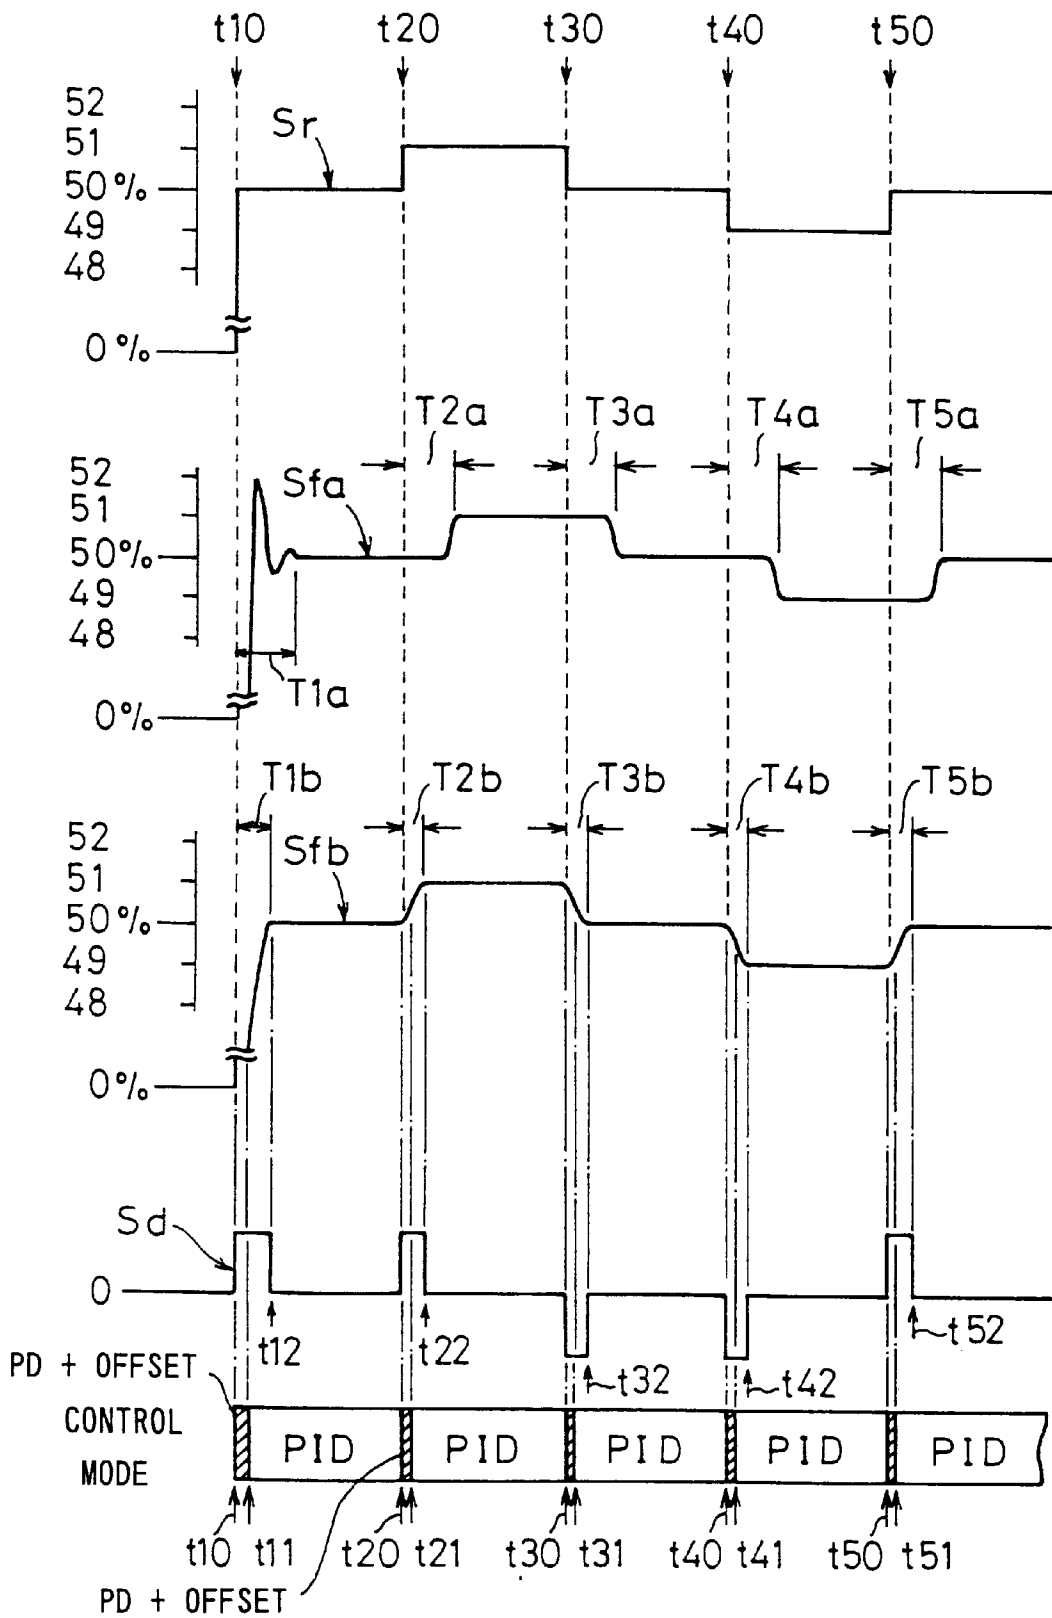 t10 t20 t30 t40 t50
52
51
50%
49
48
0%
Sr
T2a T3a T4a T5a
52
51
50%
49
48
0%
Sfa
T1a
T1b T2b T3b T4b T5b
52
51
50%
49
48
0%
Sfb
Sd
0
t12 t22 t32 t42 t52
PD + OFFSET
CONTROL
MODE
PID PID PID PID PID
t10 t11 t20 t21 t30 t31 t40 t41 t50 t51
PD + OFFSET